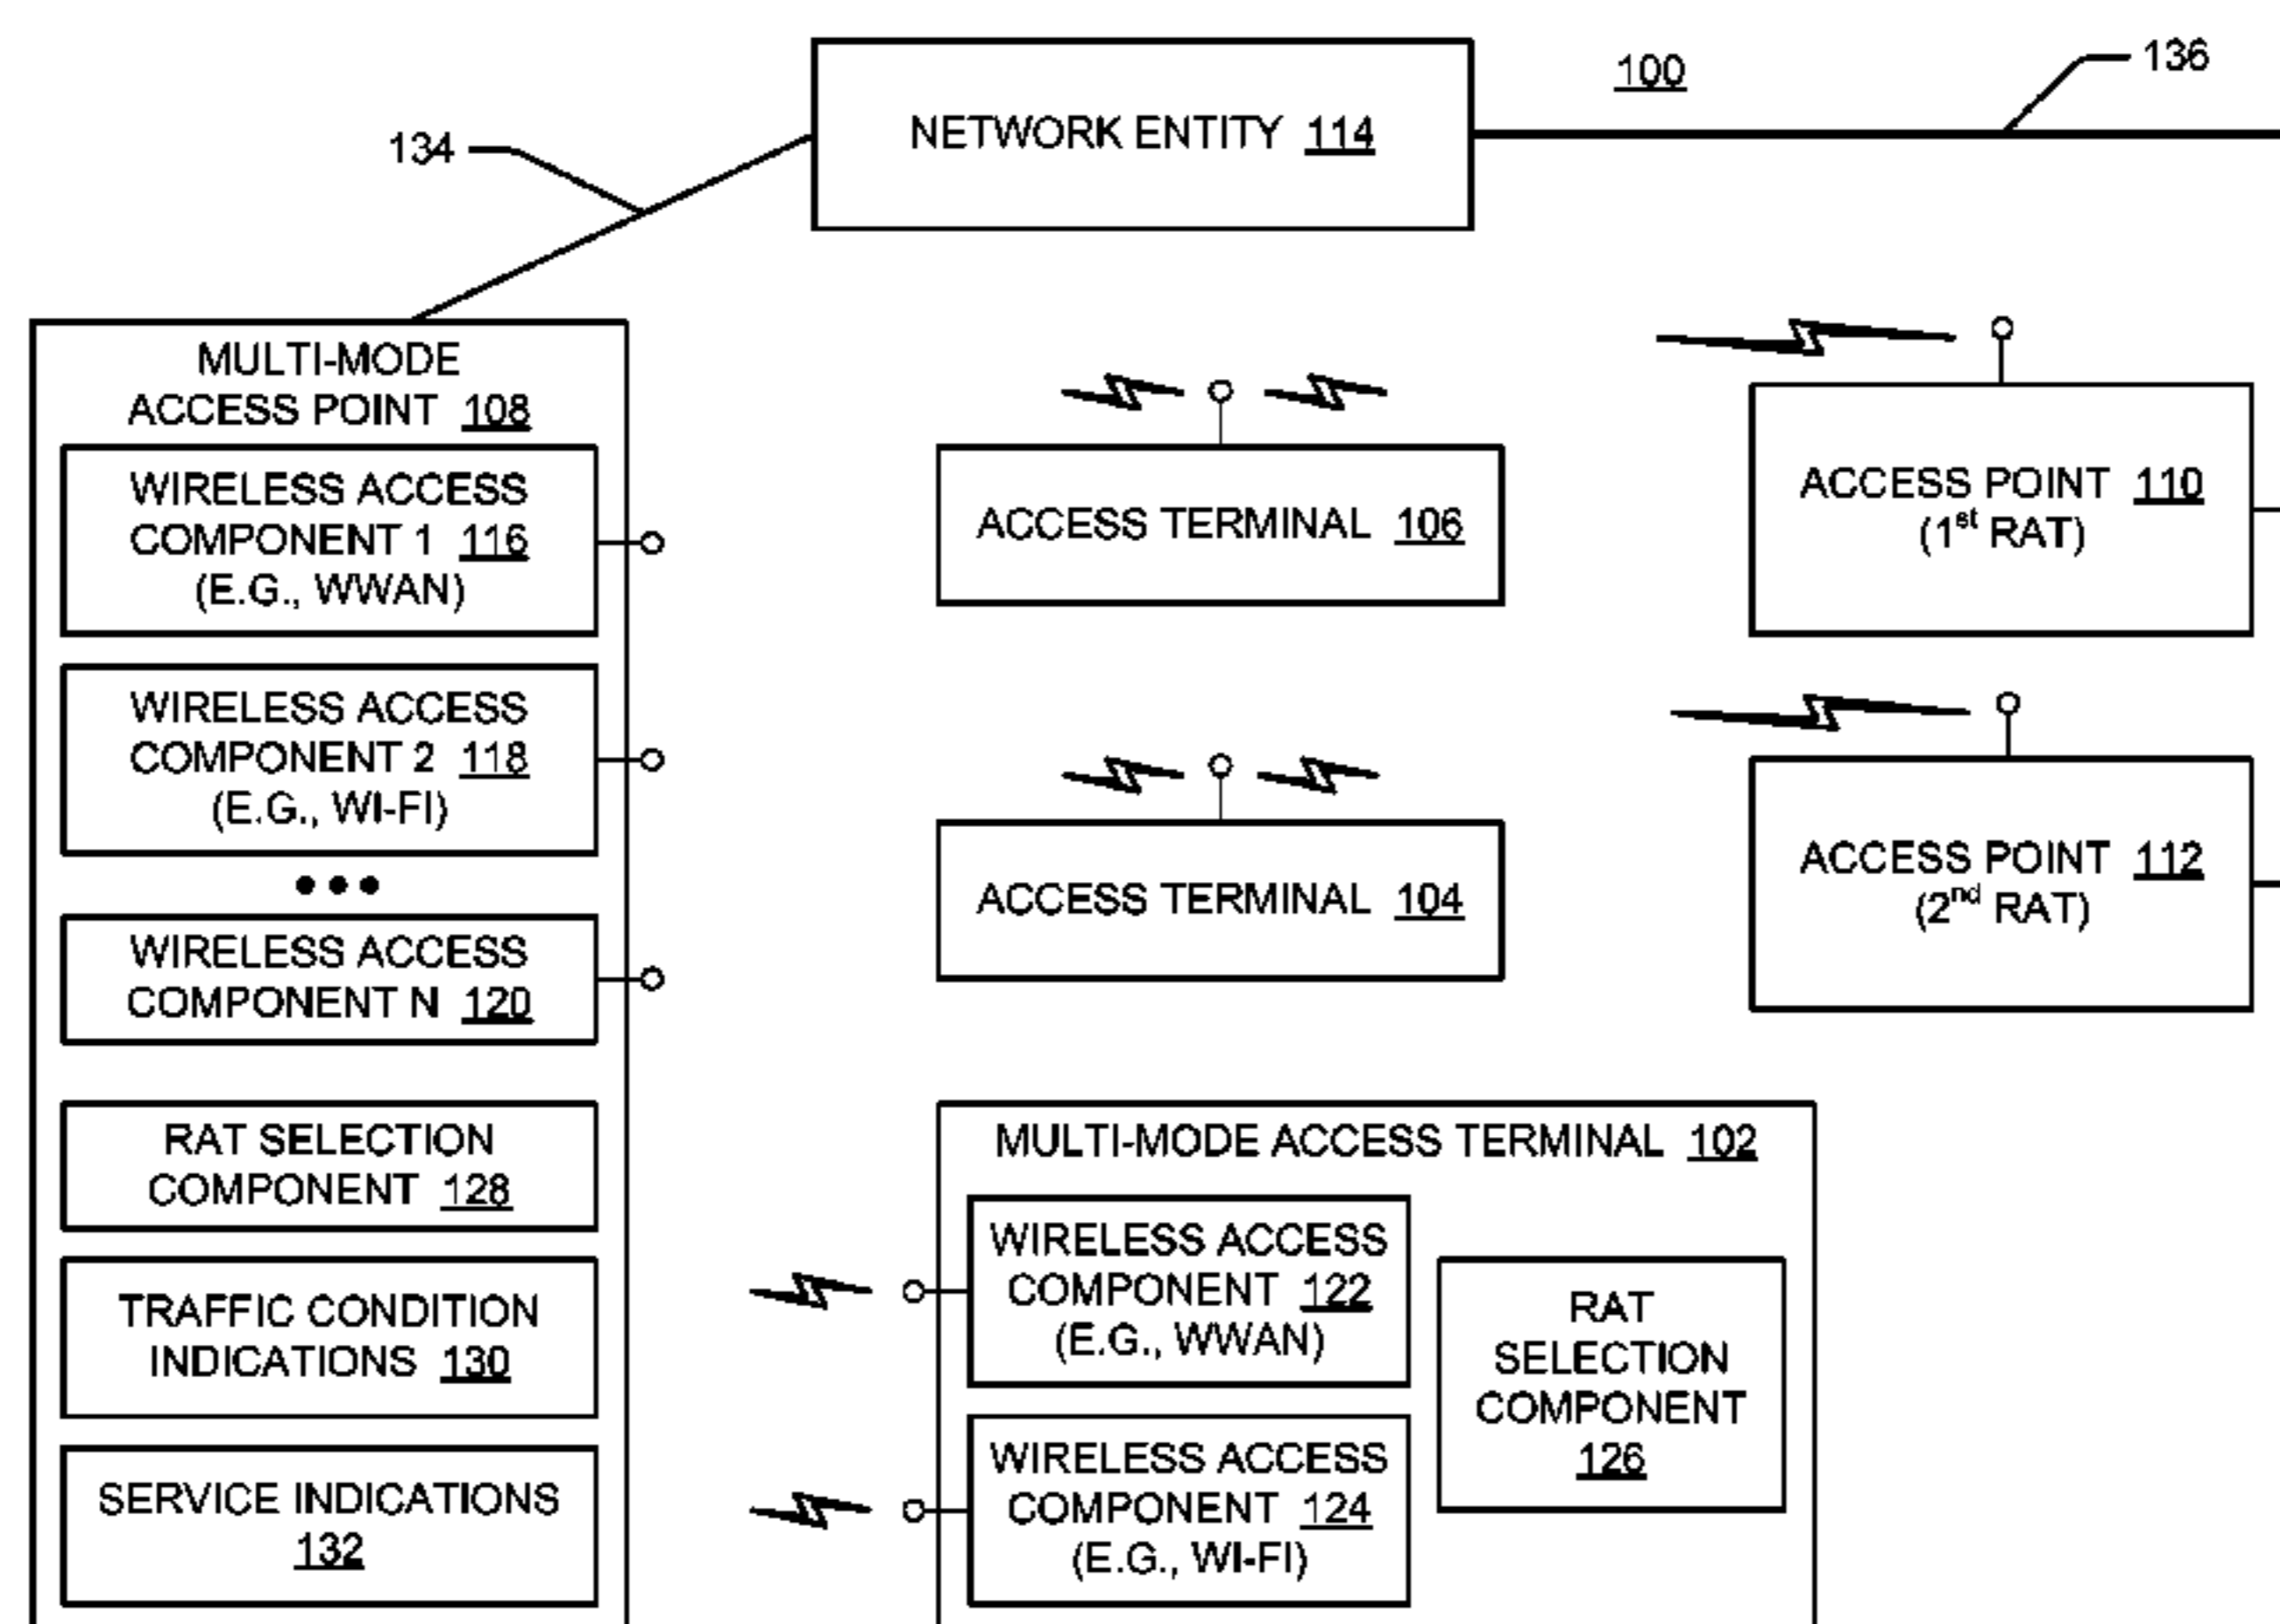 100
136
134
NETWORK ENTITY 114
MULTI-MODE
ACCESS POINT 108
WIRELESS ACCESS
COMPONENT 1 116
(E.G., WWAN)
WIRELESS ACCESS
COMPONENT 2 118
(E.G., WI-FI)
•••
WIRELESS ACCESS
COMPONENT N 120
RAT SELECTION
COMPONENT 128
TRAFFIC CONDITION
INDICATIONS 130
SERVICE INDICATIONS
132
ACCESS TERMINAL 106
ACCESS TERMINAL 104
ACCESS POINT 110
(1st RAT)
ACCESS POINT 112
(2nd RAT)
MULTI-MODE ACCESS TERMINAL 102
WIRELESS ACCESS
COMPONENT 122
(E.G., WWAN)
WIRELESS ACCESS
COMPONENT 124
(E.G., WI-FI)
RAT
SELECTION
COMPONENT
126